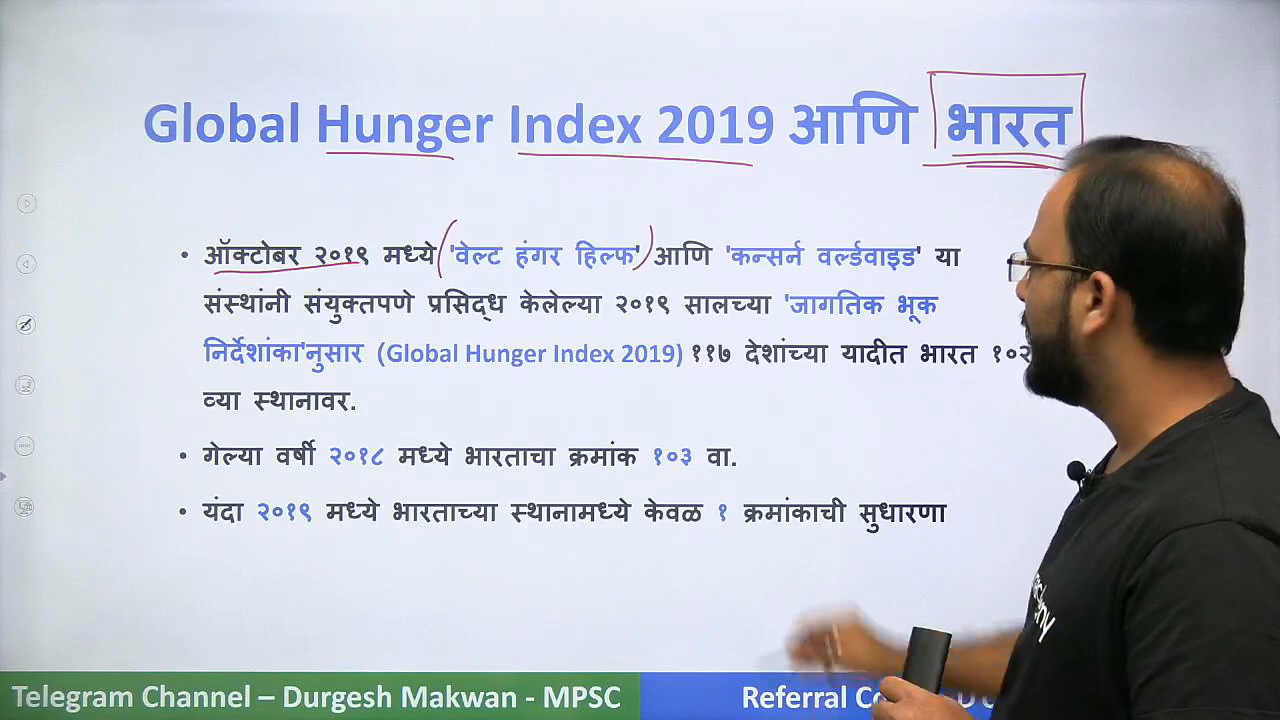 Global Hunger Index 2019 आणि भारत
• ऑक्टोबर २०१९ मध्ये 'वेल्ट हंगर हिल्फ' आणि 'कन्सर्न वर्ल्डवाइड' या
संस्थांनी संयुक्तपणे प्रसिद्ध केलेल्या २०१९ सालच्या 'जागतिक भूक
निर्देशांका'नुसार (Global Hunger Index 2019) ११७ देशांच्या यादीत भारत १०२
व्या स्थानावर.
• गेल्या वर्षी २०१८ मध्ये भारताचा क्रमांक १०३ वा.
• यंदा २०१९ मध्ये भारताच्या स्थानामध्ये केवळ १ क्रमांकाची सुधारणा
Telegram Channel – Durgesh Makwan - MPSC
Referral